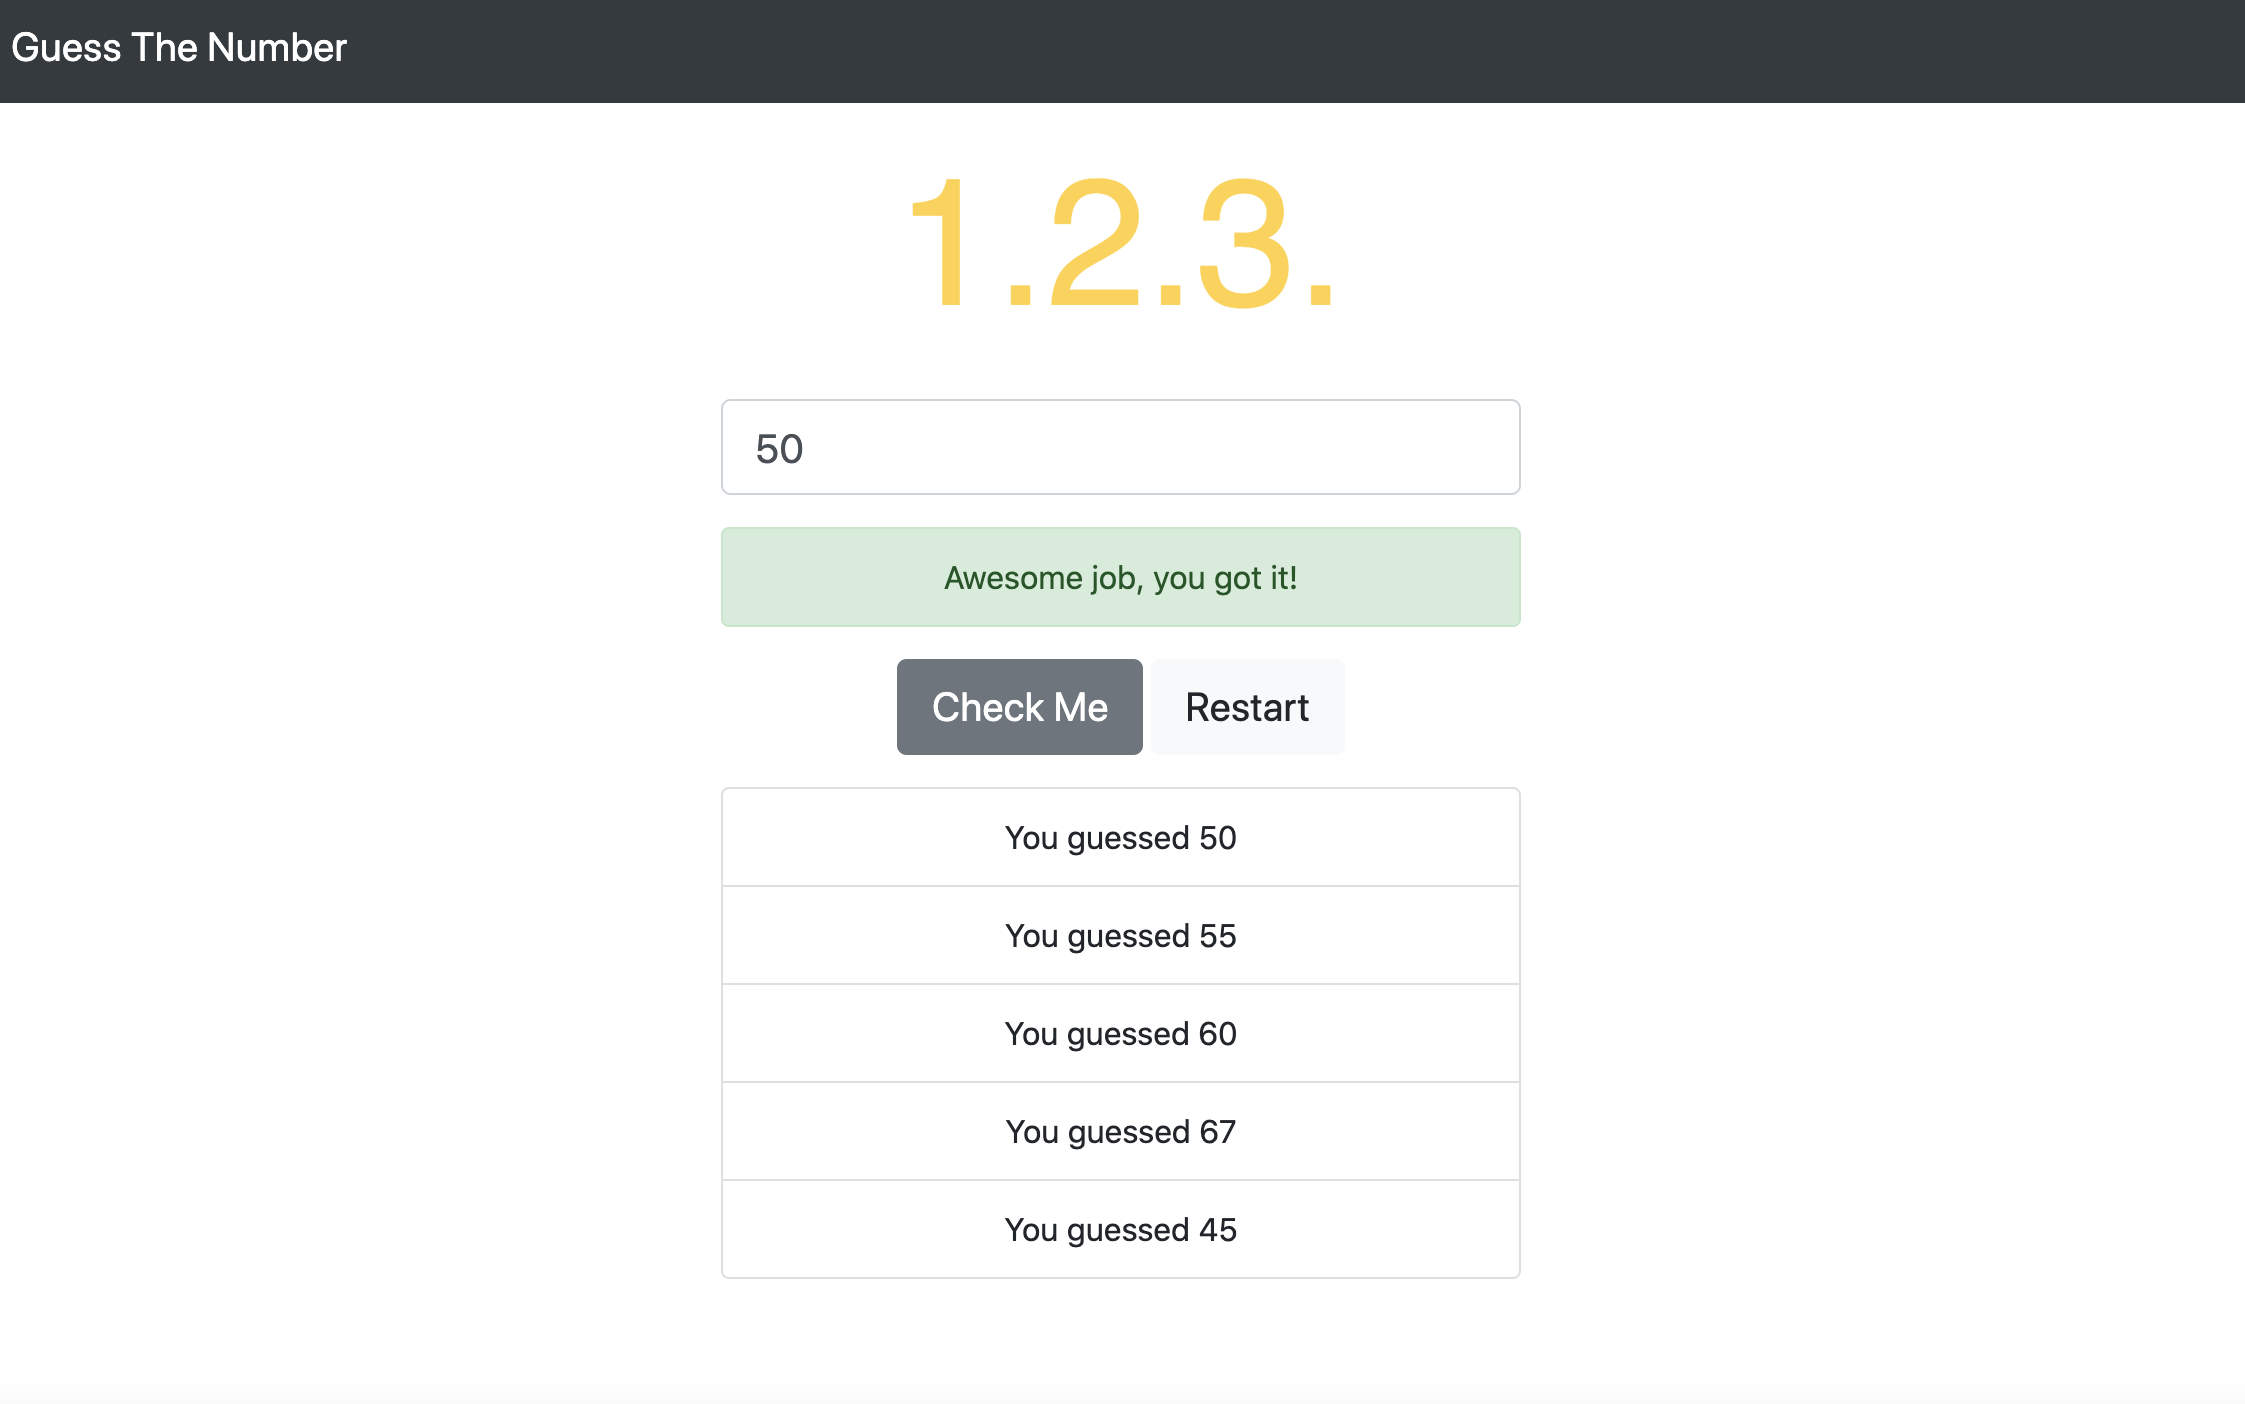 Guess The Number
1.2.3.
50
Awesome job, you got it!
Check Me Restart
You guessed 50
You guessed 55
You guessed 60
You guessed 67
You guessed 45